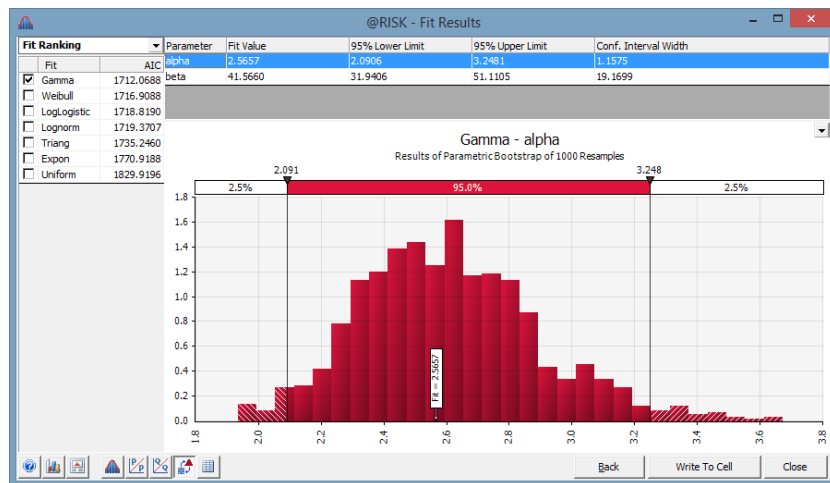 @RISK - Fit Results
Fit Ranking
Fit AIC
Gamma 1712.0688
Weibull 1716.9088
LogLogistic 1718.8190
Lognorm 1719.3707
Triang 1735.2460
Expon 1770.9188
Uniform 1829.9196
Parameter Fit Value 95% Lower Limit 95% Upper Limit Conf. Interval Width
alpha 2.5657 2.0906 3.2481 1.1575
beta 41.5660 31.9406 51.1105 19.1699
Gamma - alpha
Results of Parametric Bootstrap of 1000 Resamples
2.091 3.248
2.5% 95.0% 2.5%
1.8
1.6
1.4
1.2
1.0
0.8
0.6
0.4
0.2
0.0
Fit = 2.5657
1.8 2.0 2.2 2.4 2.6 2.8 3.0 3.2 3.4 3.6 3.8
Back Write To Cell Close